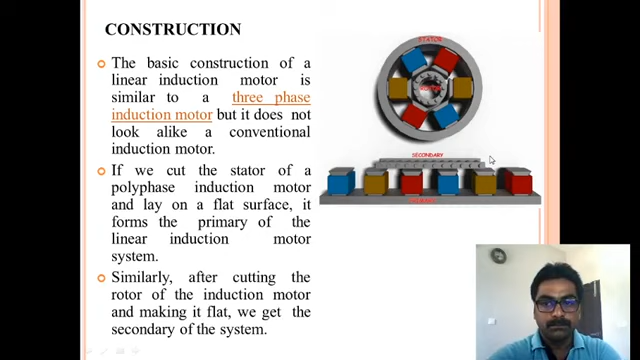 CONSTRUCTION
The basic construction of a
linear induction motor is
similar to a three phase
induction motor but it does not
look alike a conventional
induction motor.
If we cut the stator of a
polyphase induction motor
and lay on a flat surface, it
forms the primary of the
linear induction motor
system.
Similarly, after cutting the
rotor of the induction motor
and making it flat, we get the
secondary of the system.
STATOR
ROTOR
SECONDARY
PRIMARY